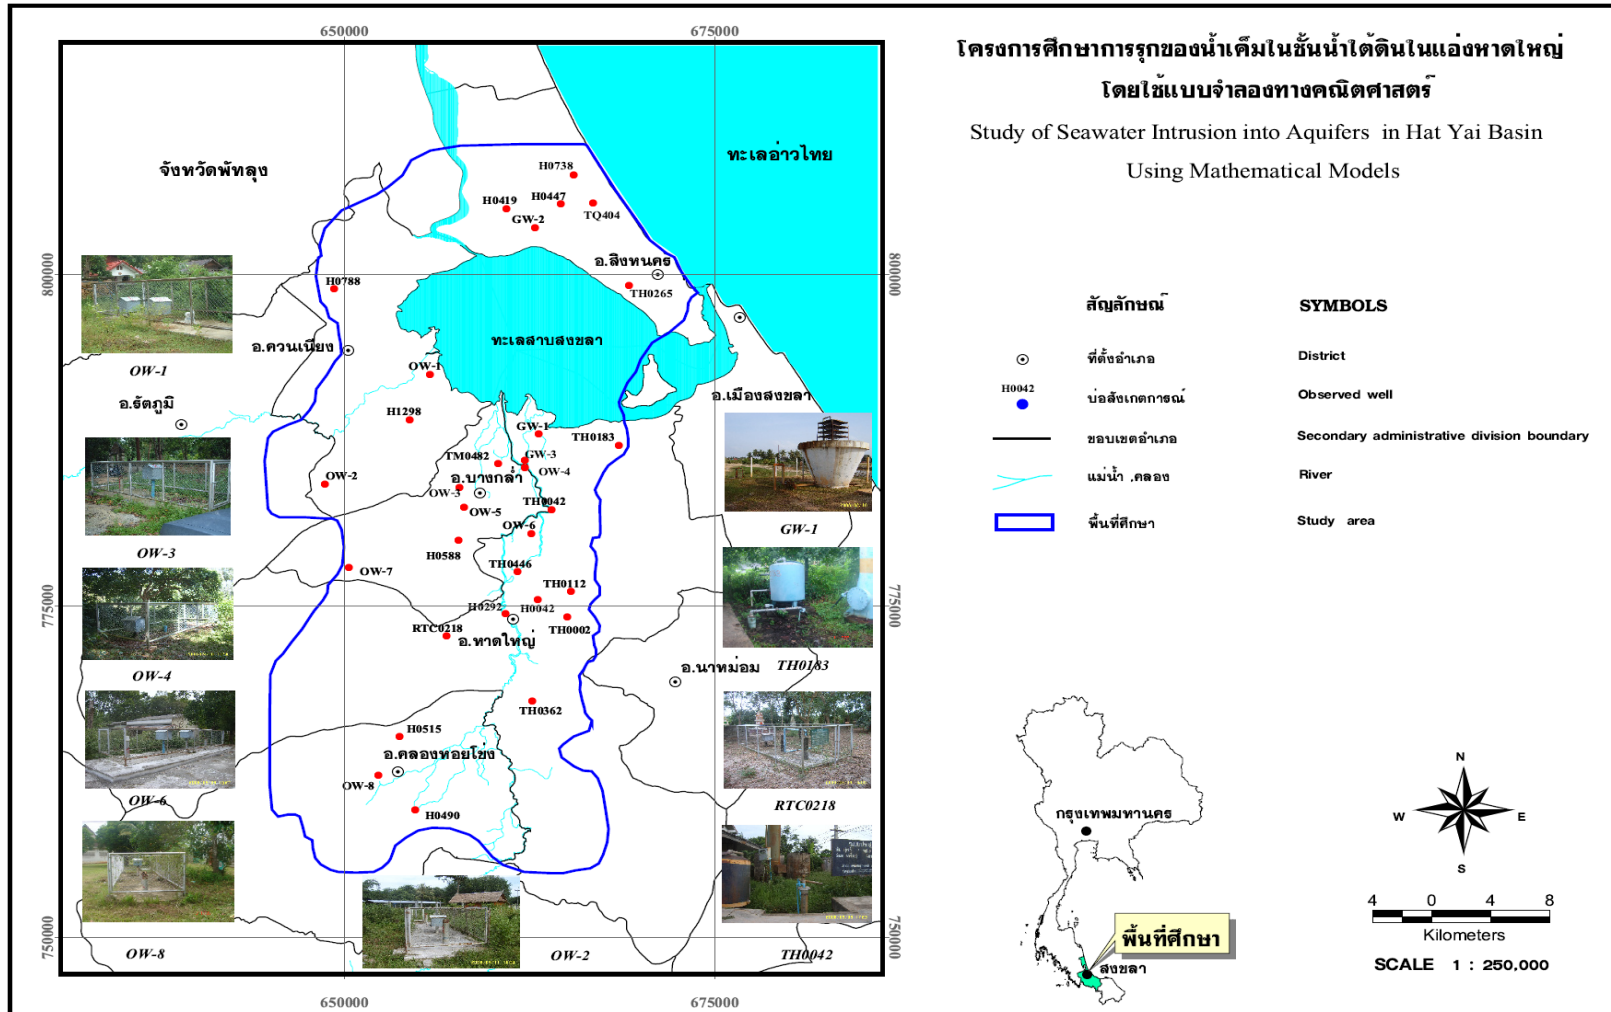 650000
675000
โครงการศึกษาการรุกของน้ำเค็มในชั้นน้ำใต้ดินในแอ่งหาดใหญ่
โดยใช้แบบจำลองทางคณิตศาสตร์
Study of Seawater Intrusion into Aquifers in Hat Yai Basin
Using Mathematical Models
จังหวัดพัทลุง
ทะเลอ่าวไทย
H0738
H0419
H0447
TQ404
GW-2
อ.สิงหนคร
800000
800000
H0788
TH0265
ทะเลสาบสงขลา
อ.ควนเนียง
OW-1
OW-1
อ.รัตภูมิ
อ.เมืองสงขลา
H1298
GW-1
TH0183
GW-3
TM0482
OW-4
อ.บางกล่ำ
OW-2
OW-3
TH0042
OW-5
OW-6
GW-1
OW-3
H0588
TH0446
OW-7
TH0112
H0292
H0042
775000
775000
TH0002
RTC0218
อ.หาดใหญ่
OW-4
อ.นาหม่อม
TH0183
TH0362
H0515
อ.คลองหอยโข่ง
OW-8
OW-6
RTC0218
H0490
OW-8
OW-2
TH0042
750000
750000
650000
675000
สัญลักษณ์
SYMBOLS
ที่ตั้งอำเภอ
District
H0042
บ่อสังเกตการณ์
Observed well
ขอบเขตอำเภอ
Secondary administrative division boundary
แม่น้ำ ,คลอง
River
พื้นที่ศึกษา
Study area
กรุงเทพมหานคร
พื้นที่ศึกษา
สงขลา
N
W
E
S
4 0 4 8
Kilometers
SCALE 1 : 250,000